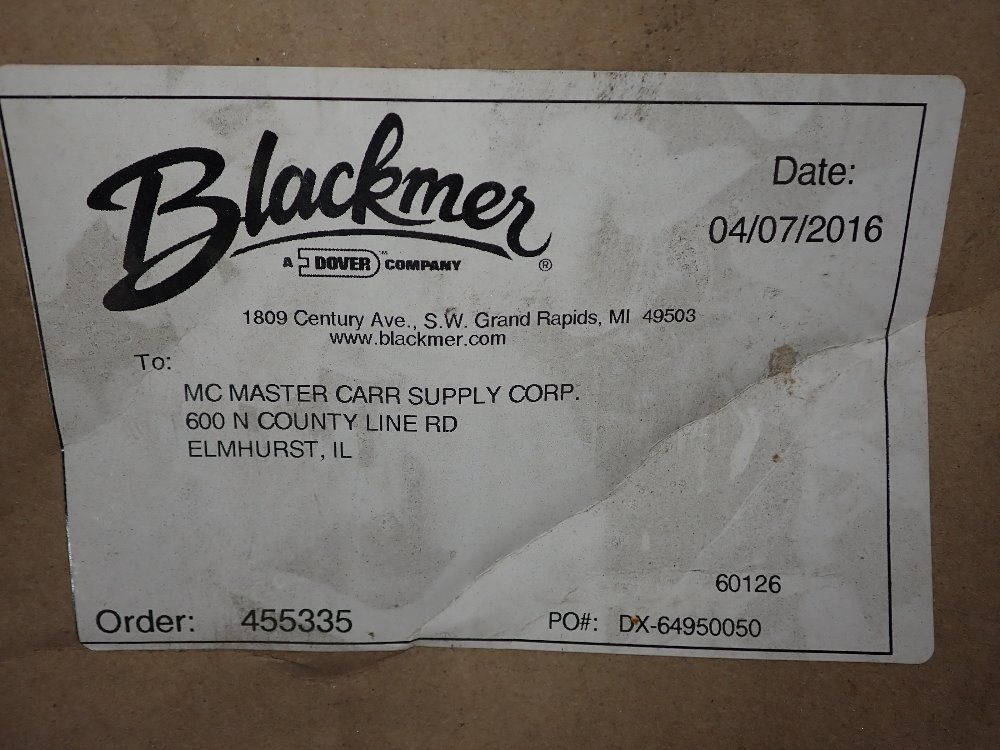 Blackmer
A DOVER™ COMPANY ®
Date:
04/07/2016
1809 Century Ave., S.W. Grand Rapids, MI 49503
www.blackmer.com
To:
MC MASTER CARR SUPPLY CORP.
600 N COUNTY LINE RD
ELMHURST, IL
60126
Order: 455335
PO#: DX-64950050